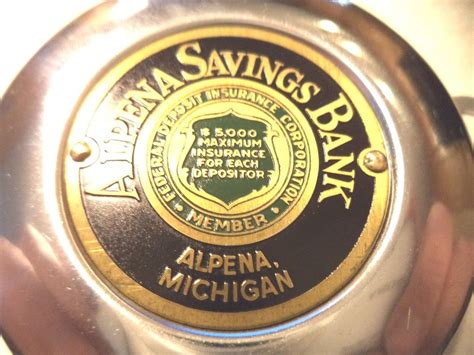 ALPENA SAVINGS BANK
FEDERAL DEPOSIT INSURANCE CORPORATION
$5,000
MAXIMUM
INSURANCE
FOR EACH
DEPOSITOR
MEMBER
ALPENA,
MICHIGAN